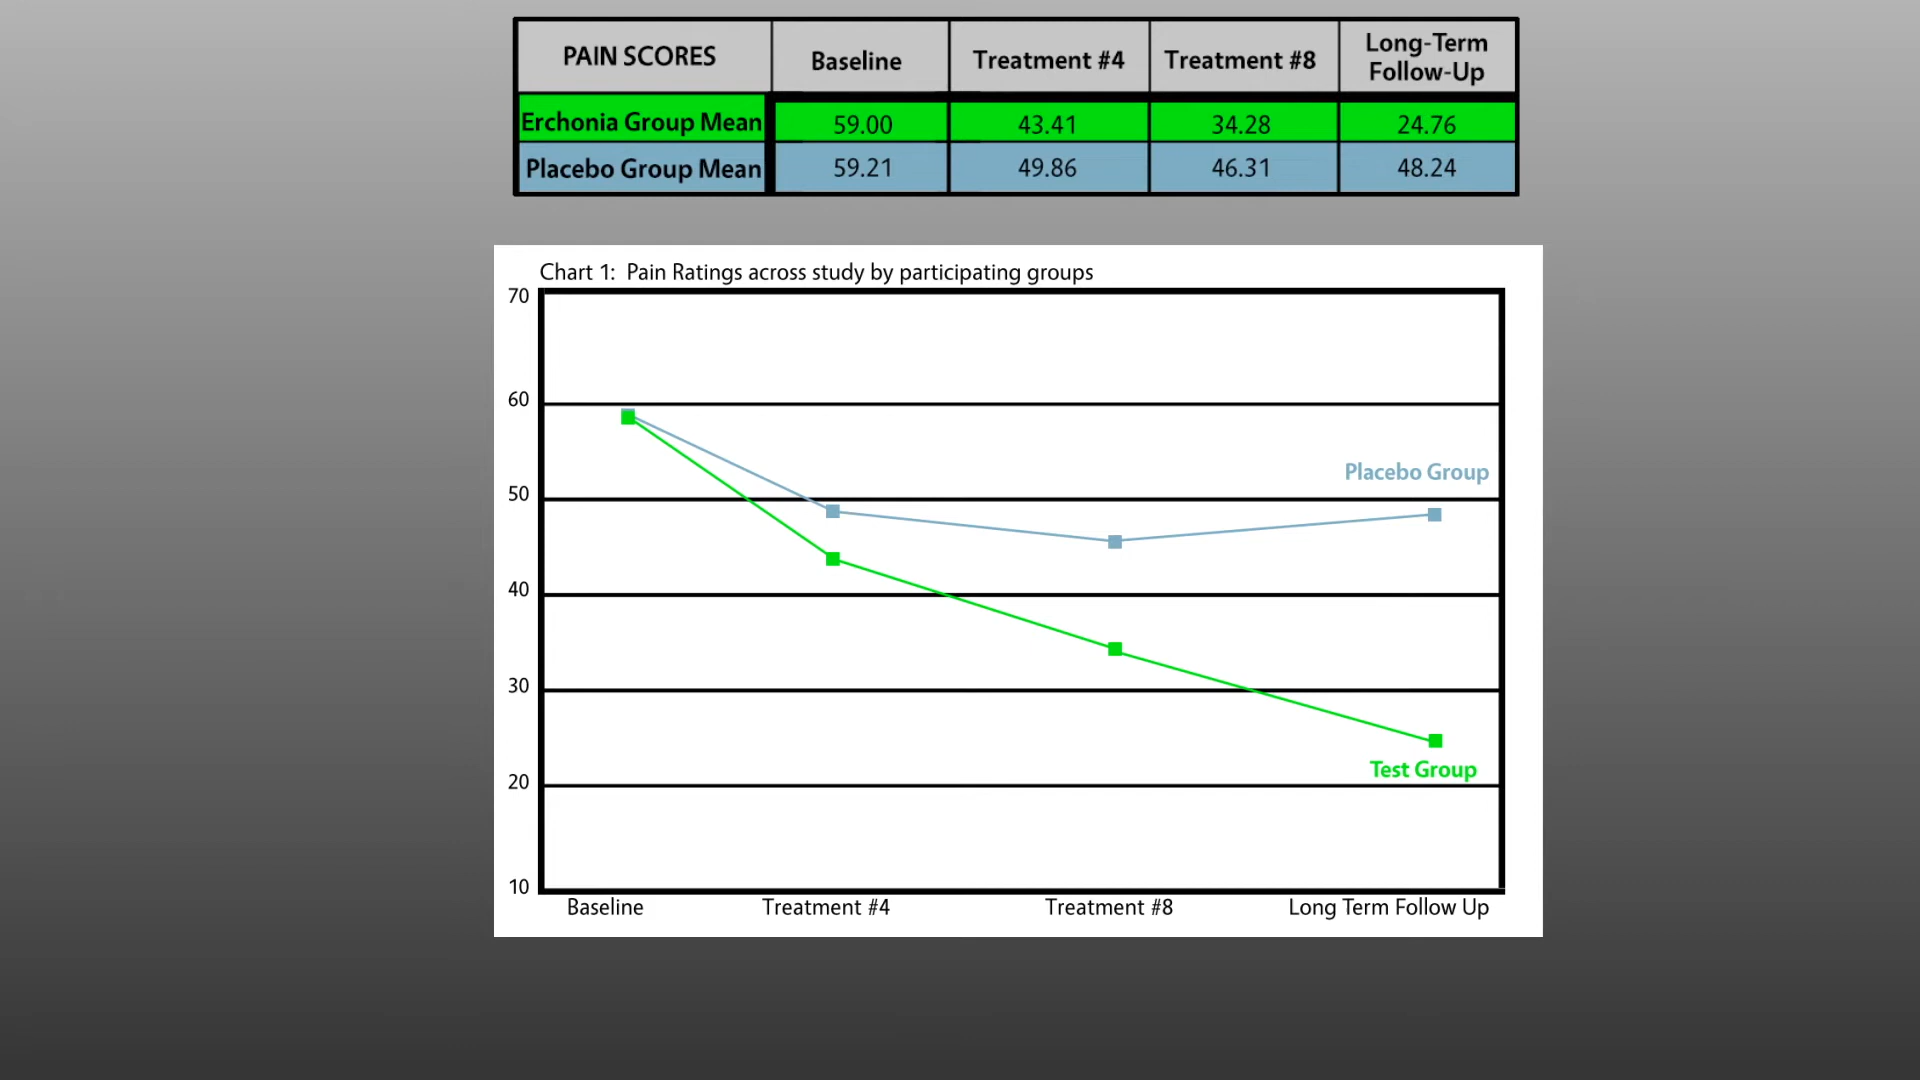 PAIN SCORES Baseline Treatment #4 Treatment #8 Long-Term
Follow-Up
Erchonia Group Mean 59.00 43.41 34.28 24.76
Placebo Group Mean 59.21 49.86 46.31 48.24
Chart 1: Pain Ratings across study by participating groups
70
60
Placebo Group
50
40
30
Test Group
20
10
Baseline Treatment #4 Treatment #8 Long Term Follow Up